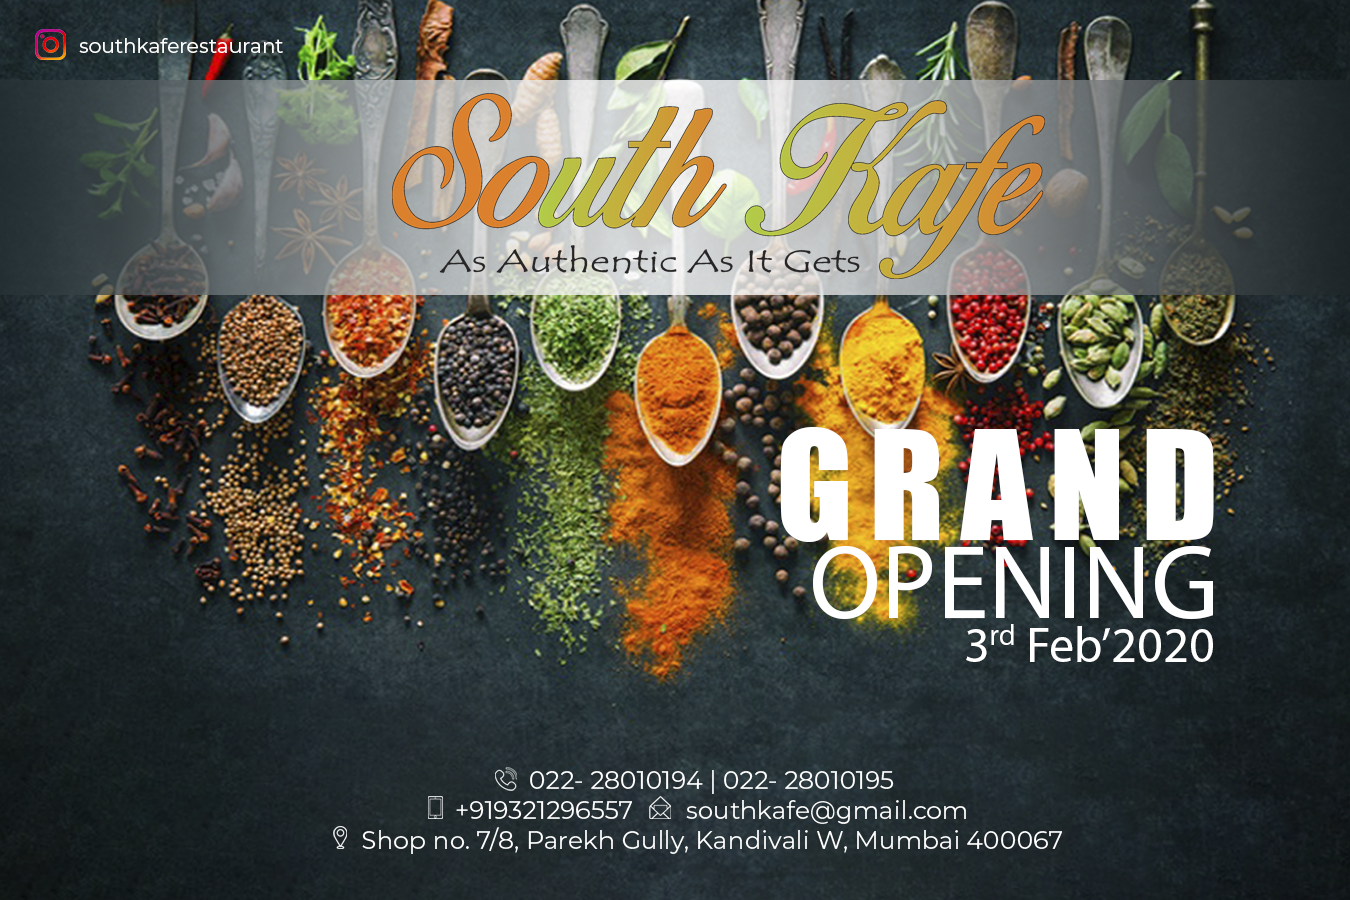 southkaferestaurant
South Kafe
As Authentic As It Gets
GRAND
OPENING
3rd Feb'2020
022- 28010194 | 022- 28010195
+919321296557 southkafe@gmail.com
Shop no. 7/8, Parekh Gully, Kandivali W, Mumbai 400067